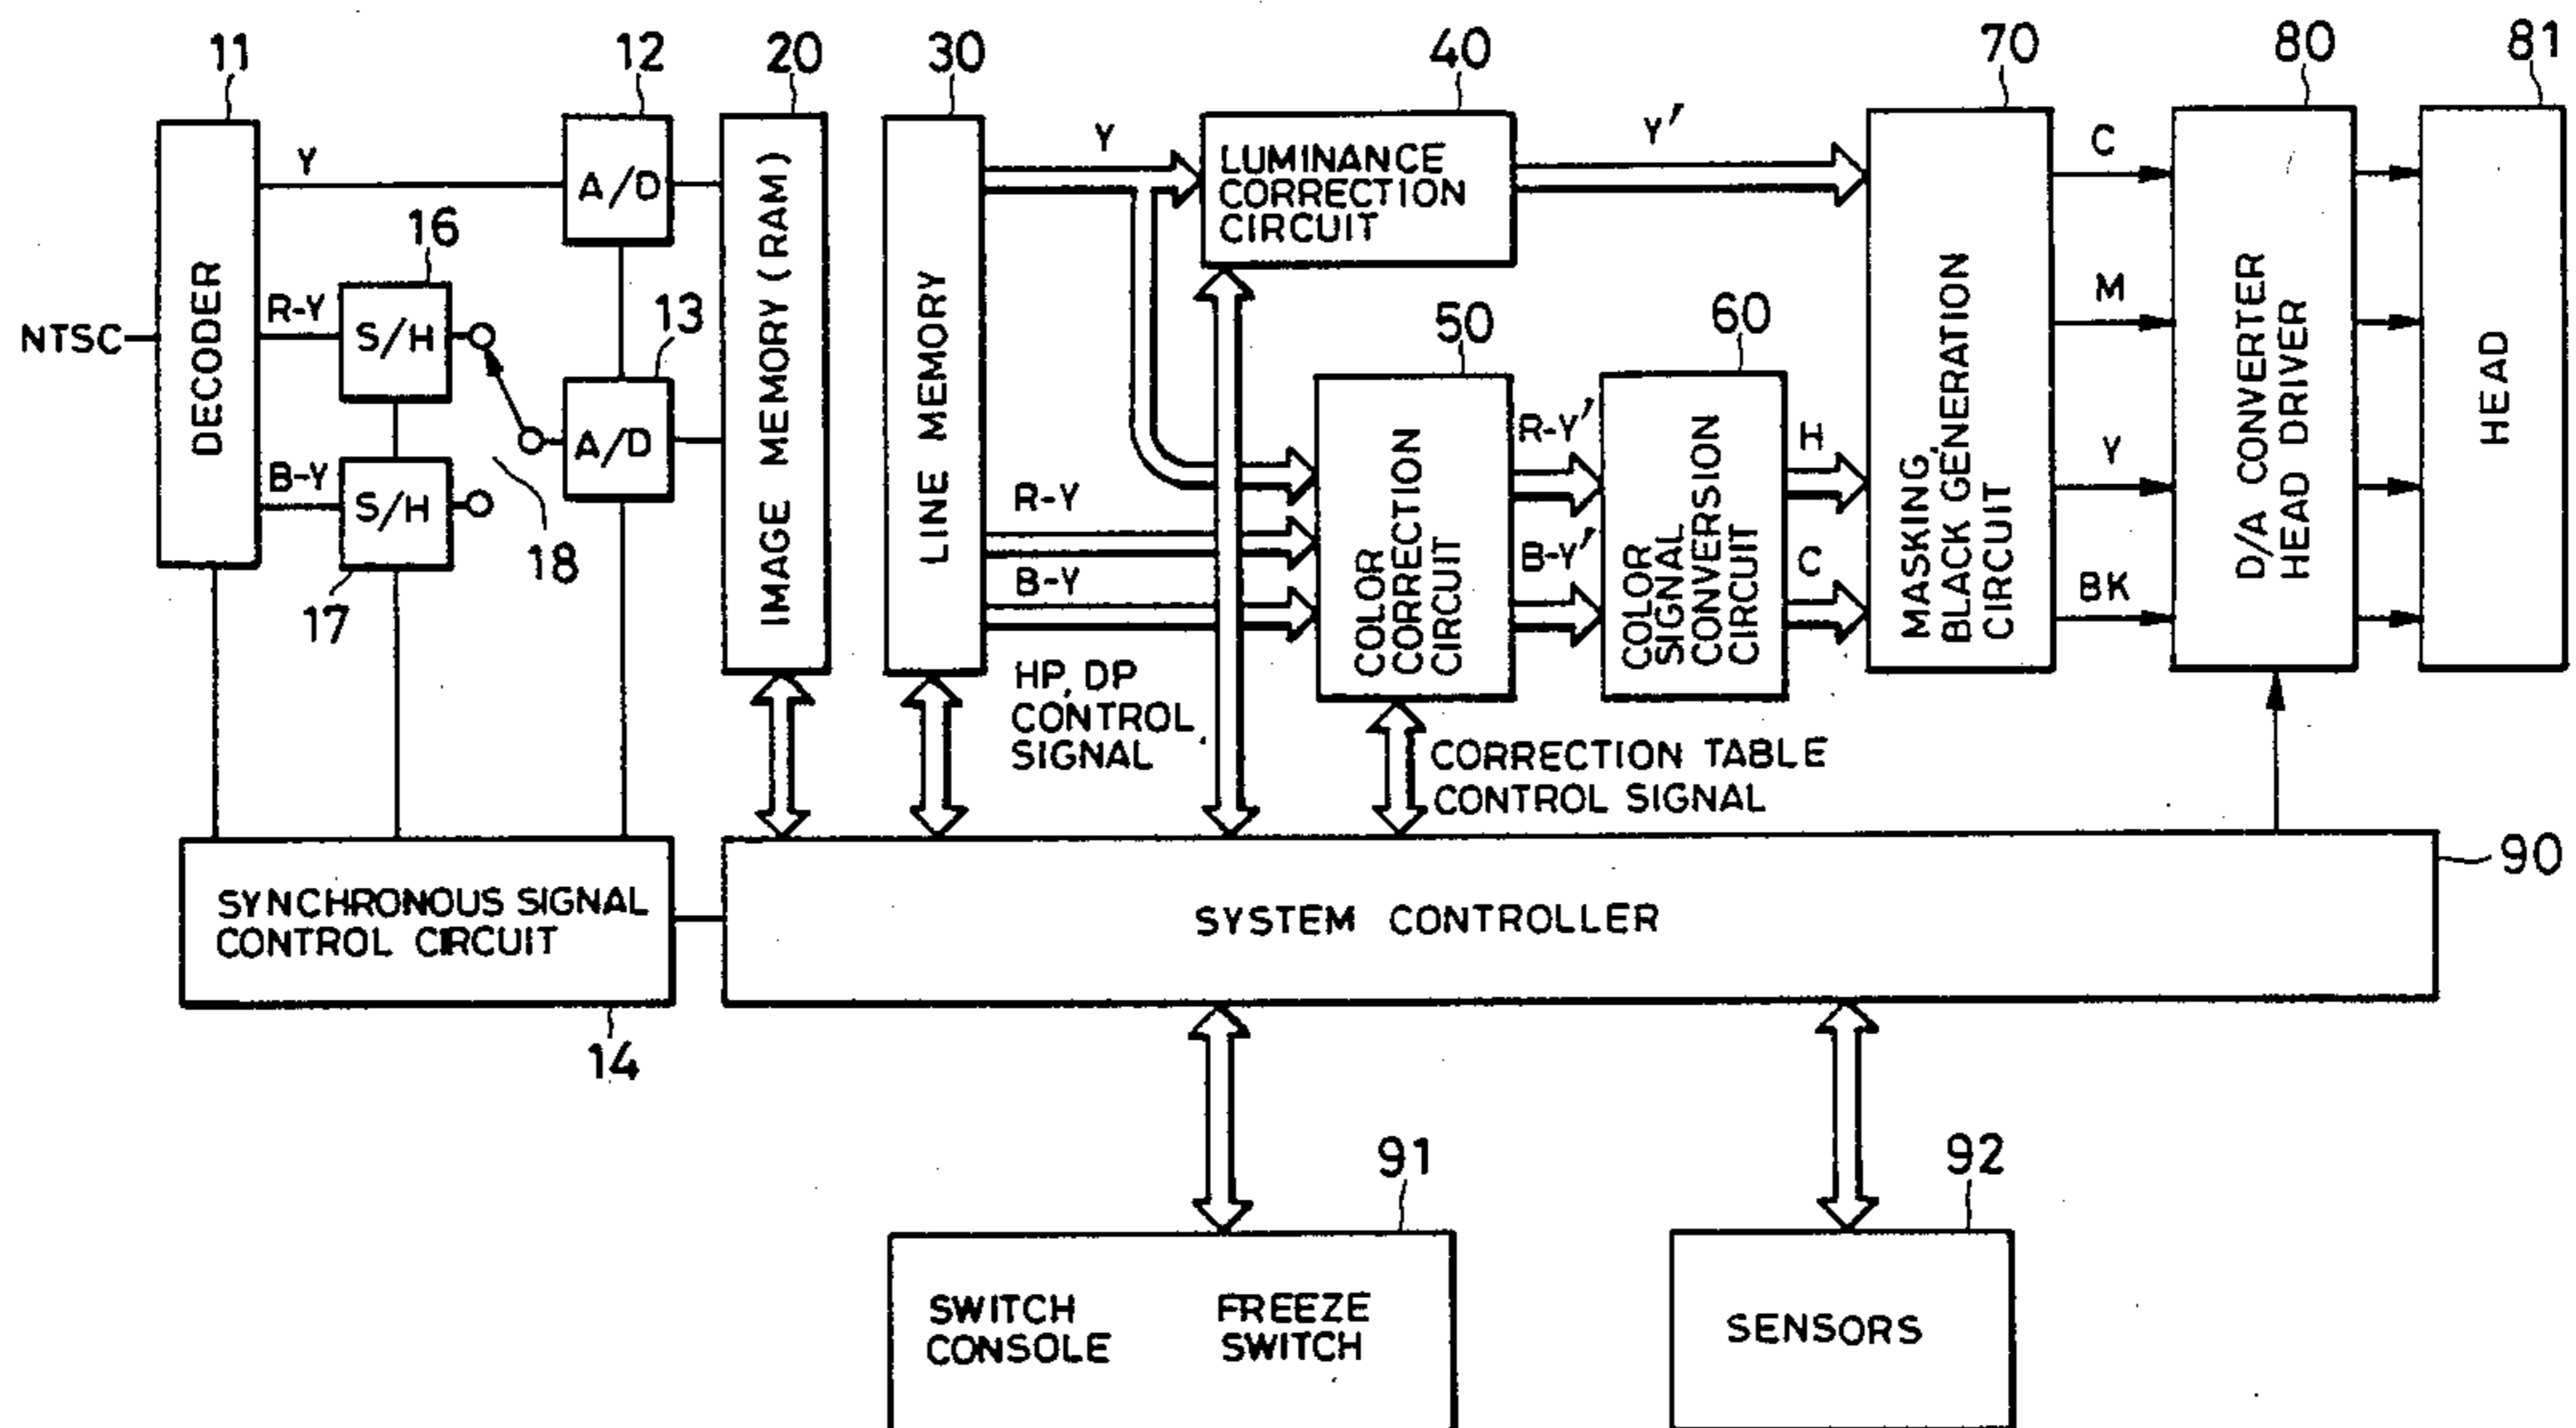 11
12
20
30
40
70
80
81
NTSC
DECODER
Y
R-Y
B-Y
16
S/H
17
S/H
18
A/D
13
A/D
IMAGE MEMORY (RAM)
LINE MEMORY
Y
R-Y
B-Y
LUMINANCE
CORRECTION
CIRCUIT
Y'
50
COLOR
CORRECTION
CIRCUIT
R-Y'
B-Y'
60
COLOR
SIGNAL
CONVERSION
CIRCUIT
I
C
MASKING,
BLACK GENERATION
CIRCUIT
C
M
Y
BK
D/A CONVERTER
HEAD DRIVER
HEAD
HP, DP
CONTROL
SIGNAL
CORRECTION TABLE
CONTROL SIGNAL
SYNCHRONOUS SIGNAL
CONTROL CIRCUIT
14
SYSTEM CONTROLLER
90
91
SWITCH
CONSOLE
FREEZE
SWITCH
92
SENSORS